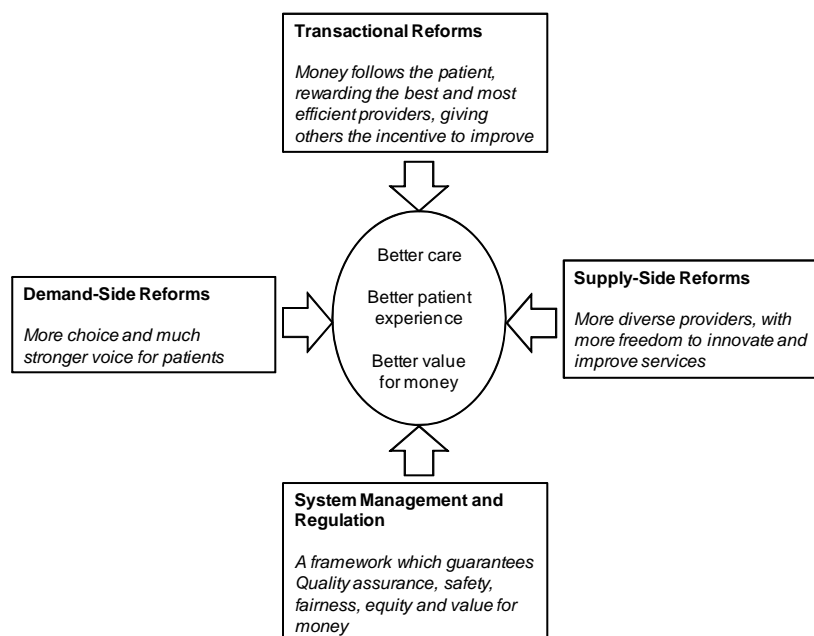 Transactional Reforms
Money follows the patient,
rewarding the best and most
efficient providers, giving
others the incentive to improve
Demand-Side Reforms
More choice and much
stronger voice for patients
Better care
Better patient
experience
Better value
for money
Supply-Side Reforms
More diverse providers, with
more freedom to innovate and
improve services
System Management and
Regulation
A framework which guarantees
Quality assurance, safety,
fairness, equity and value for
money